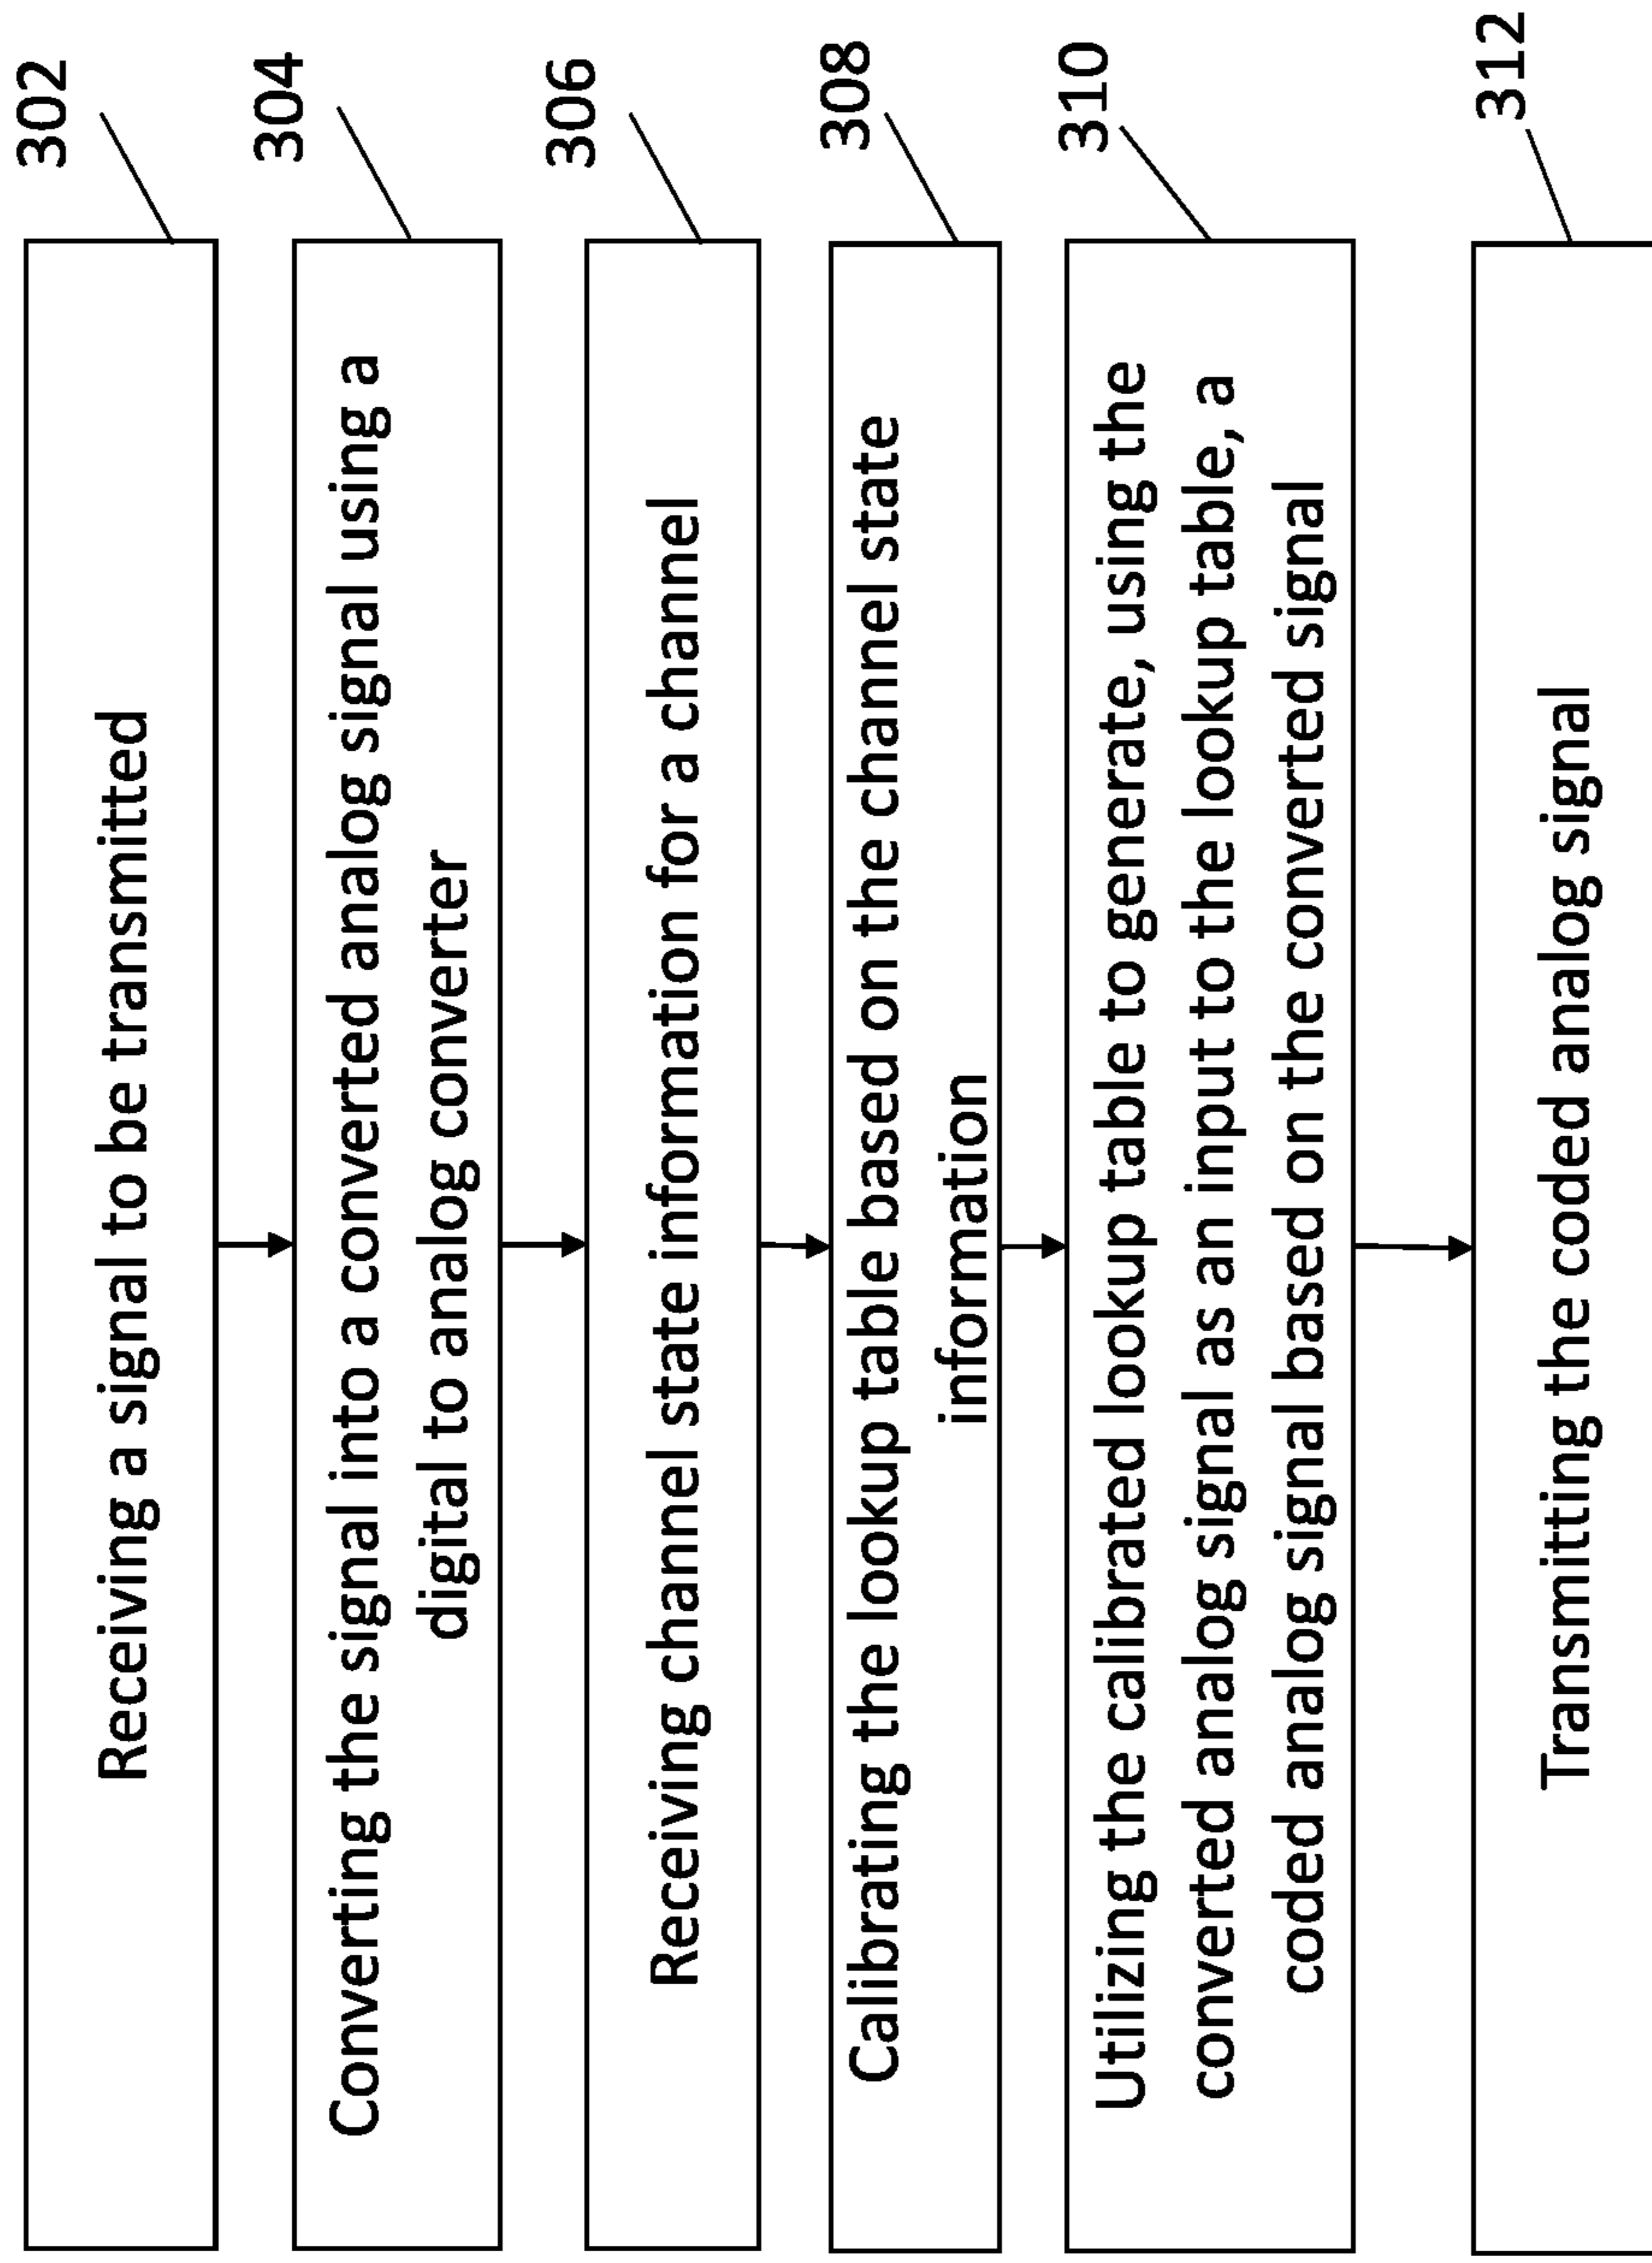 302
Receiving a signal to be transmitted
304
Converting the signal into a converted analog signal using a
digital to analog converter
306
Receiving channel state information for a channel
308
Calibrating the lookup table based on the channel state
information
310
Utilizing the calibrated lookup table to generate, using the
converted analog signal as an input to the lookup table, a
coded analog signal based on the converted signal
312
Transmitting the coded analog signal